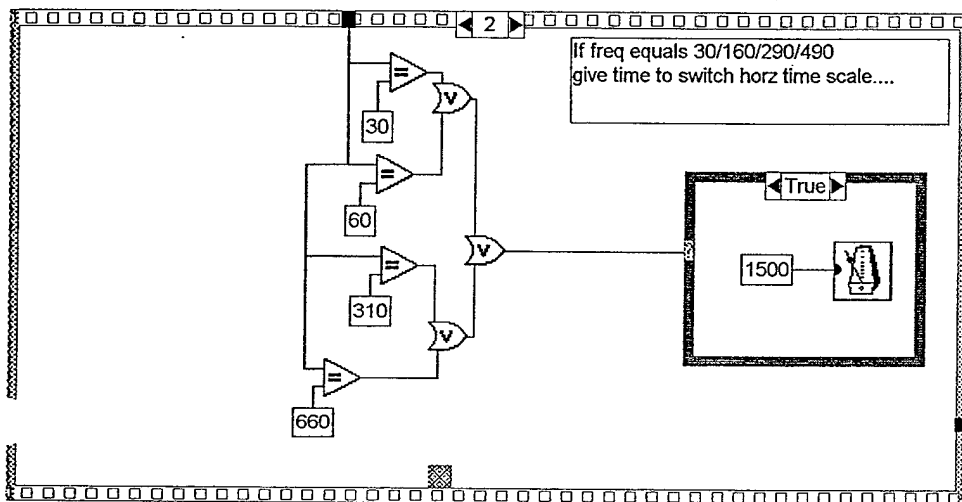 2
If freq equals 30/160/290/490
give time to switch horz time scale....
=
V
30
True
=
60
V
1500
=
310
V
=
660